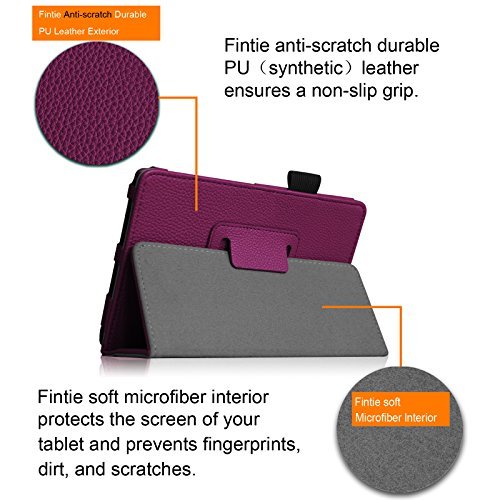 Fintie Anti-scratch Durable
PU Leather Exterior
Fintie anti-scratch durable
PU（synthetic）leather
ensures a non-slip grip.
Fintie soft microfiber interior
protects the screen of your
tablet and prevents fingerprints,
dirt, and scratches.
Fintie soft
Microfiber Interior